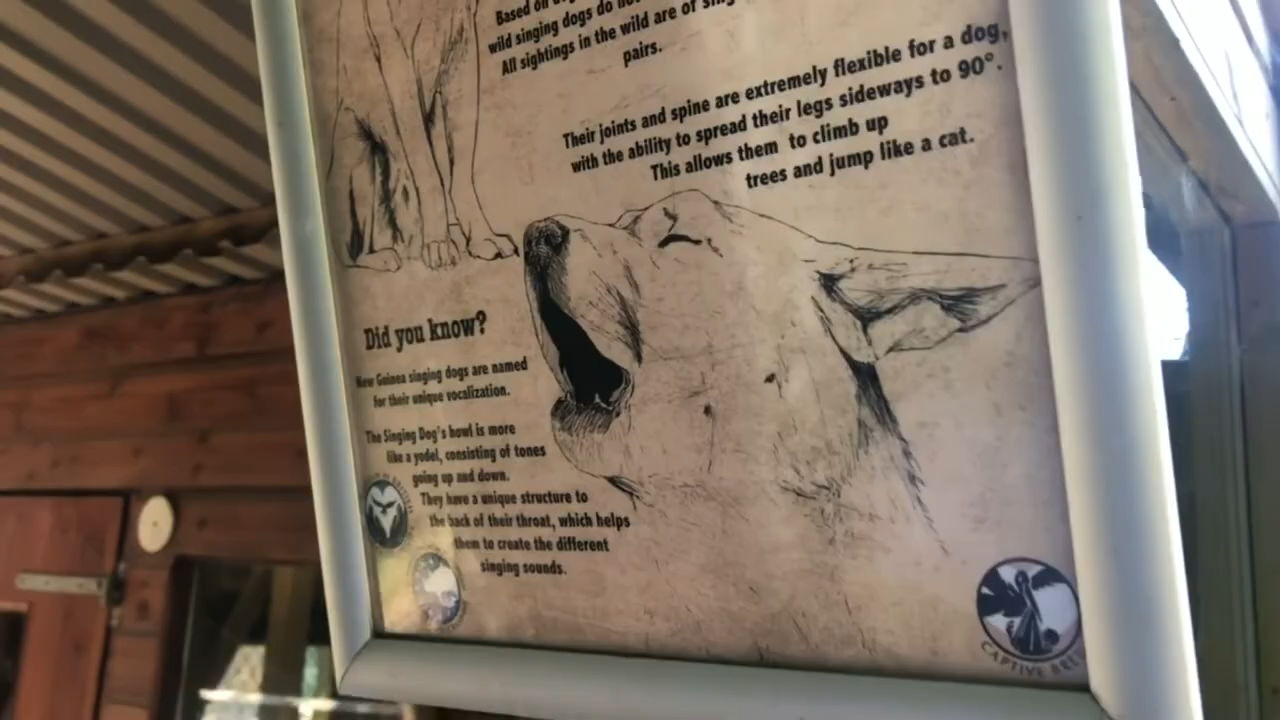 Based on
wild singing dogs do
All sightings in the wild are of
pairs.
Their joints and spine are extremely flexible for a dog,
with the ability to spread their legs sideways to 90°.
This allows them to climb up
trees and jump like a cat.
Did you know?
New Guinea singing dogs are named
for their unique vocalization.
The Singing Dog's howl is more
like a yodel, consisting of tones
going up and down.
They have a unique structure to
the back of their throat, which helps
them to create the different
singing sounds.
CAPTIVE